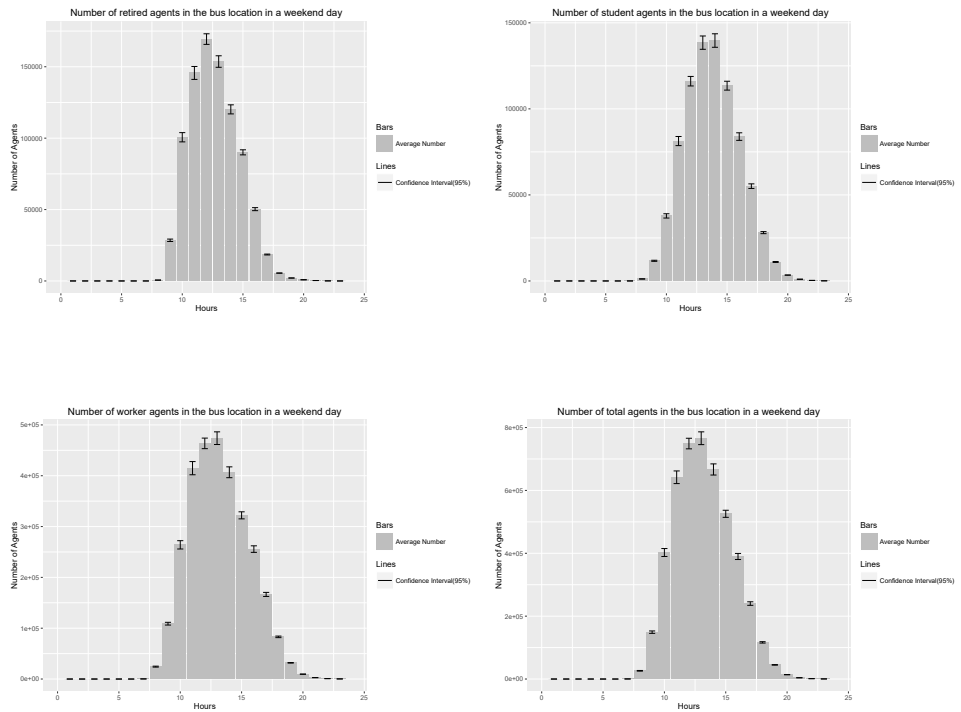 Number of retired agents in the bus location in a weekend day
150000
100000
50000
0
Number of Agents
0 5 10 15 20 25
Hours
Bars
Average Number
Lines
Confidence Interval(95%)
Number of student agents in the bus location in a weekend day
150000
100000
50000
0
Number of Agents
0 5 10 15 20 25
Hours
Bars
Average Number
Lines
Confidence Interval(95%)
Number of worker agents in the bus location in a weekend day
5e+05
4e+05
3e+05
2e+05
1e+05
0e+00
Number of Agents
0 5 10 15 20 25
Hours
Bars
Average Number
Lines
Confidence Interval(95%)
Number of total agents in the bus location in a weekend day
8e+05
6e+05
4e+05
2e+05
0e+00
Number of Agents
0 5 10 15 20 25
Hours
Bars
Average Number
Lines
Confidence Interval(95%)